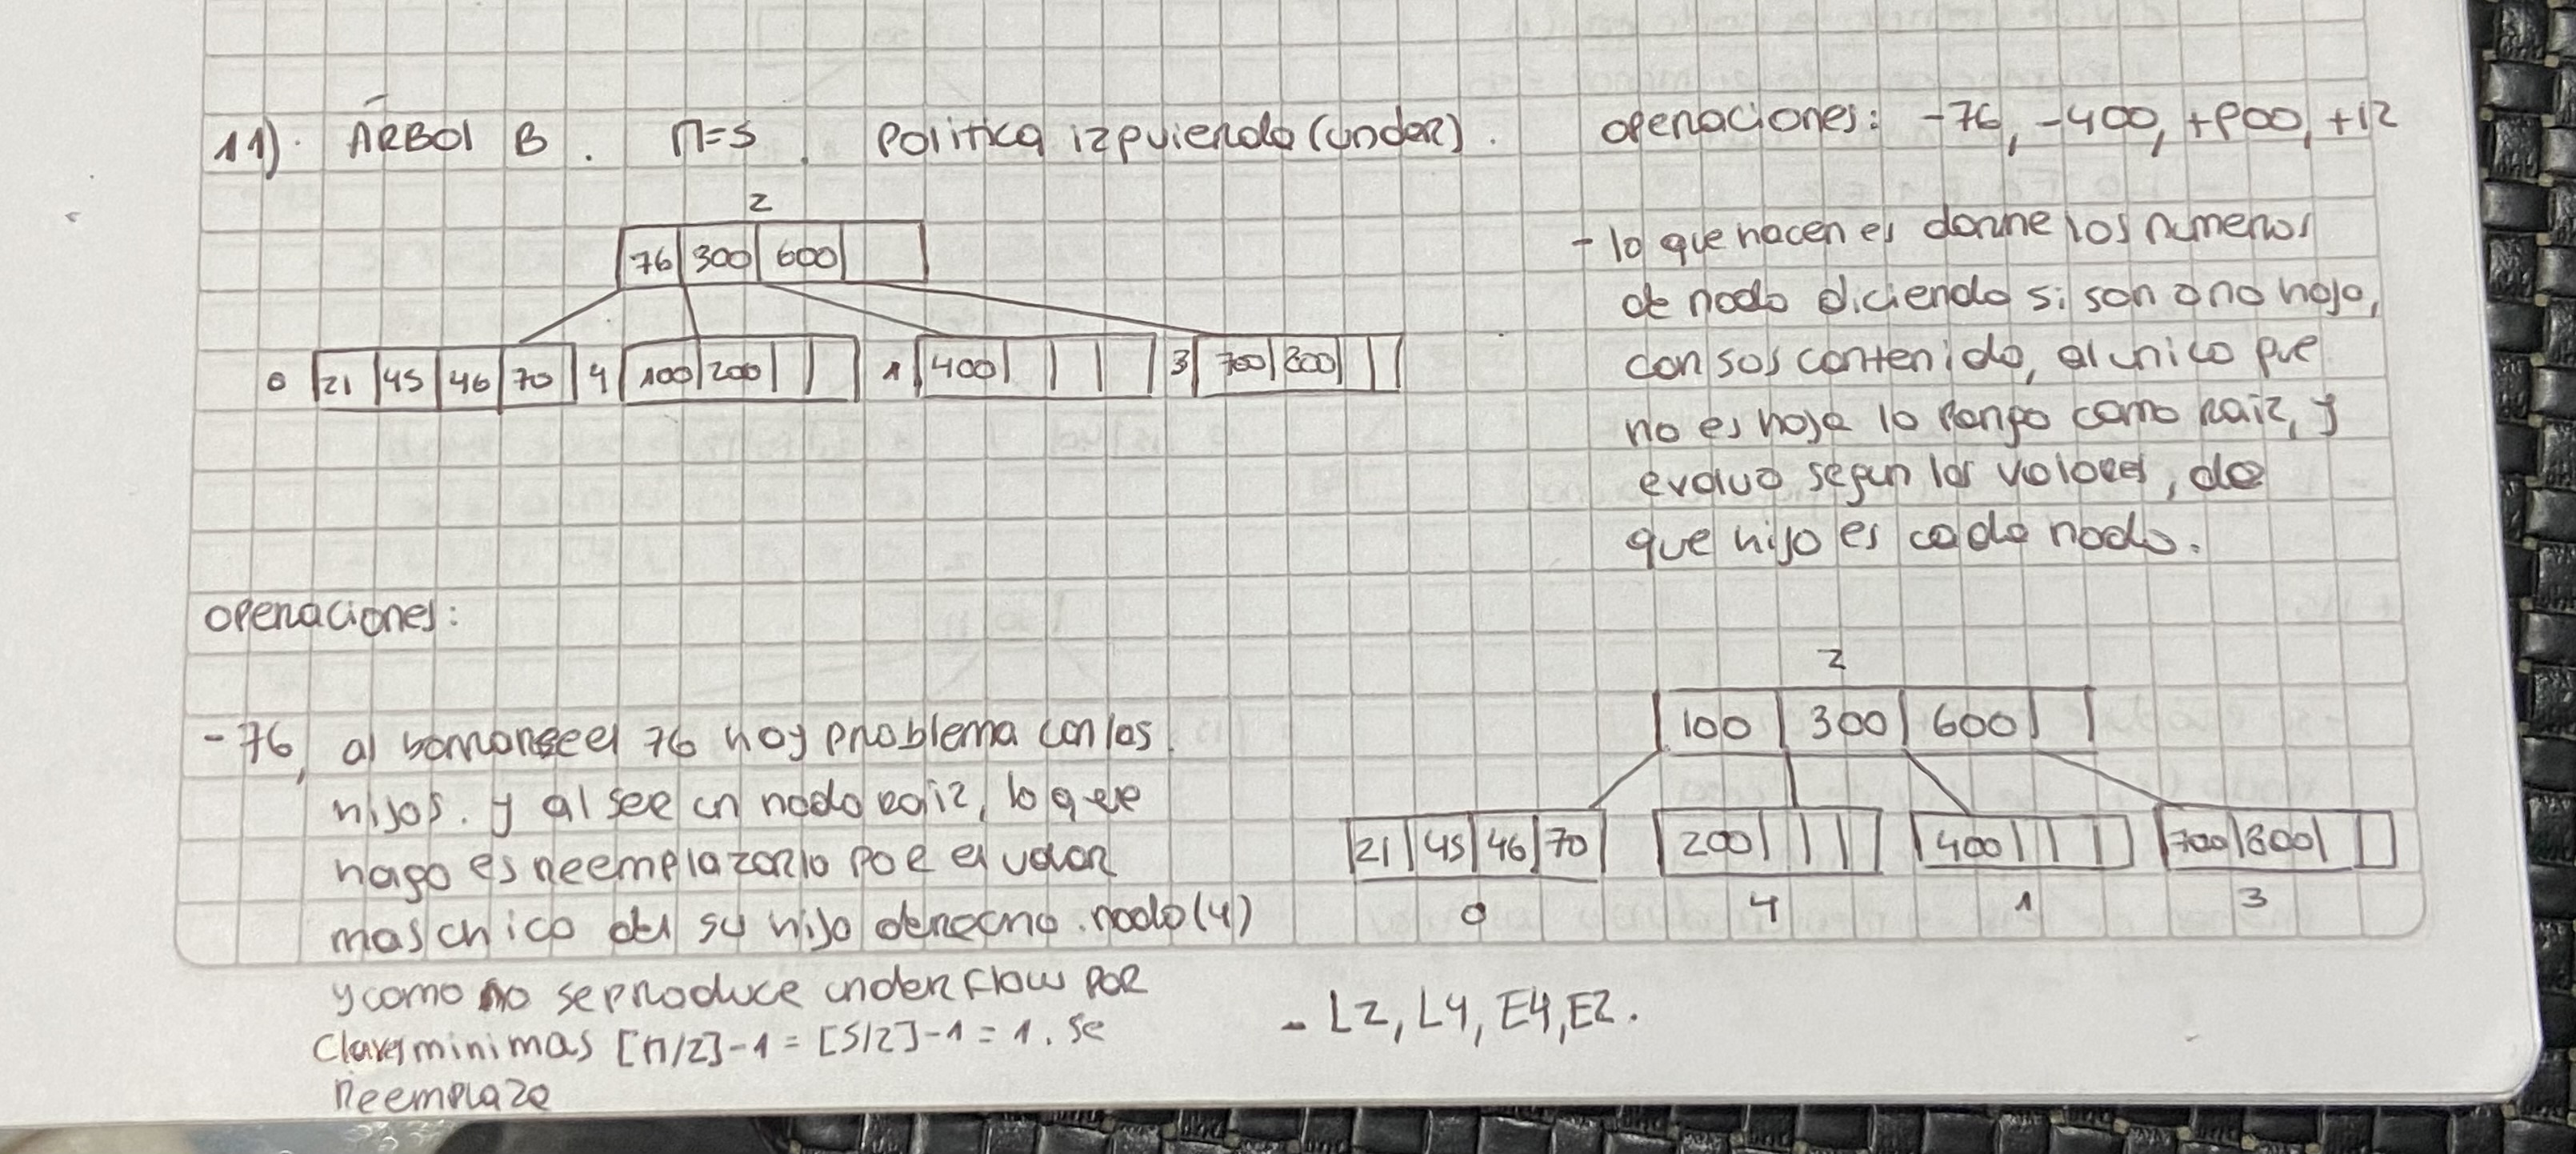 11). ÁRBOl B. n=5. Politica izquierda (under). operaciones: -76, -400, +900, +12
2
76 300 600
0 21 45 46 70 4 100 200 1 400 3 700 800
- lo que hacen es darme los numeros
de nodo diciendo si son o no hoja,
con sus contenido, al unico que
no es hoja lo pongo como raiz, y
evaluo segun los valores, de
que hijo es cada nodo.
operaciones:
-76, al borrarse el 76 hay problema con los
hijos. y al ser un nodo raiz, lo que
hago es reemplazarlo por el valor
mas chico de su hijo derecho. nodo (4)
y como no se produce underflow por
claves minimas [n/2]-1 = [5/2]-1 = 1. se
reemplaza
2
100 300 600
21 45 46 70 200 400 700 800
0 4 1 3
- L2, L4, E4, E2.